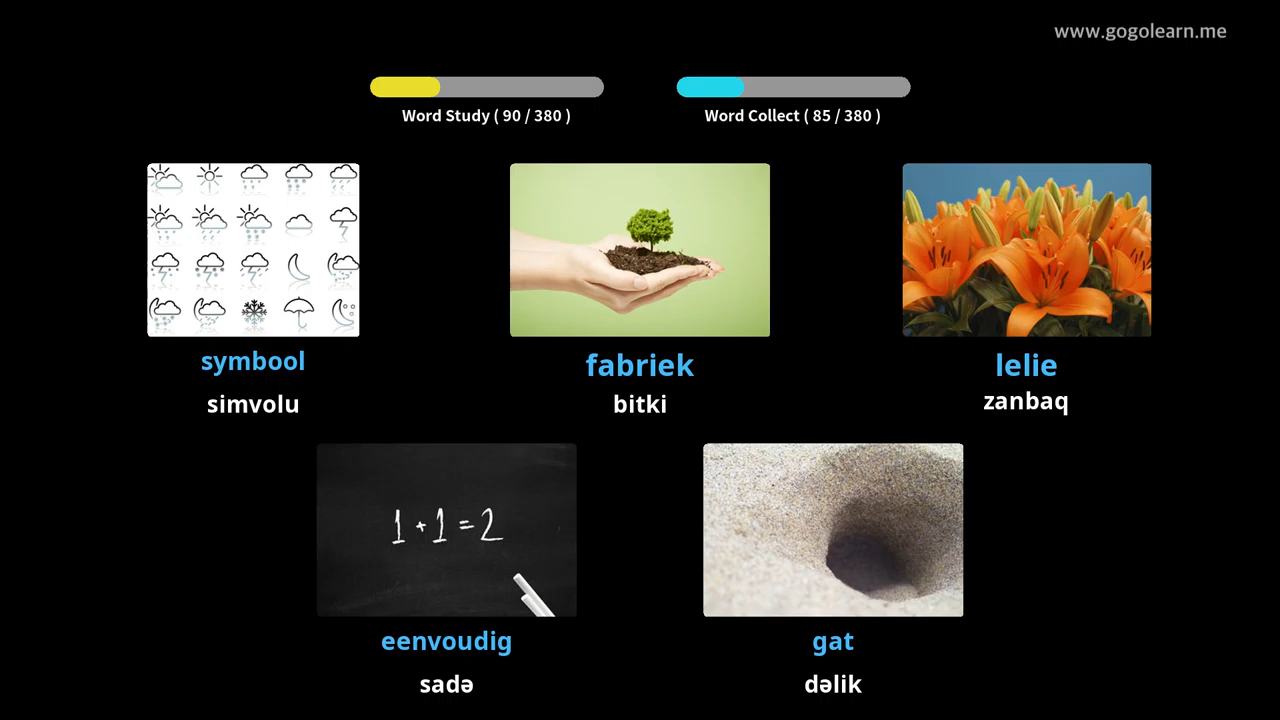 www.gogolearn.me
Word Study ( 90 / 380 )
Word Collect ( 85 / 380 )
symbool
simvolu
fabriek
bitki
lelie
zanbaq
1 + 1 = 2
eenvoudig
sadə
gat
dəlik